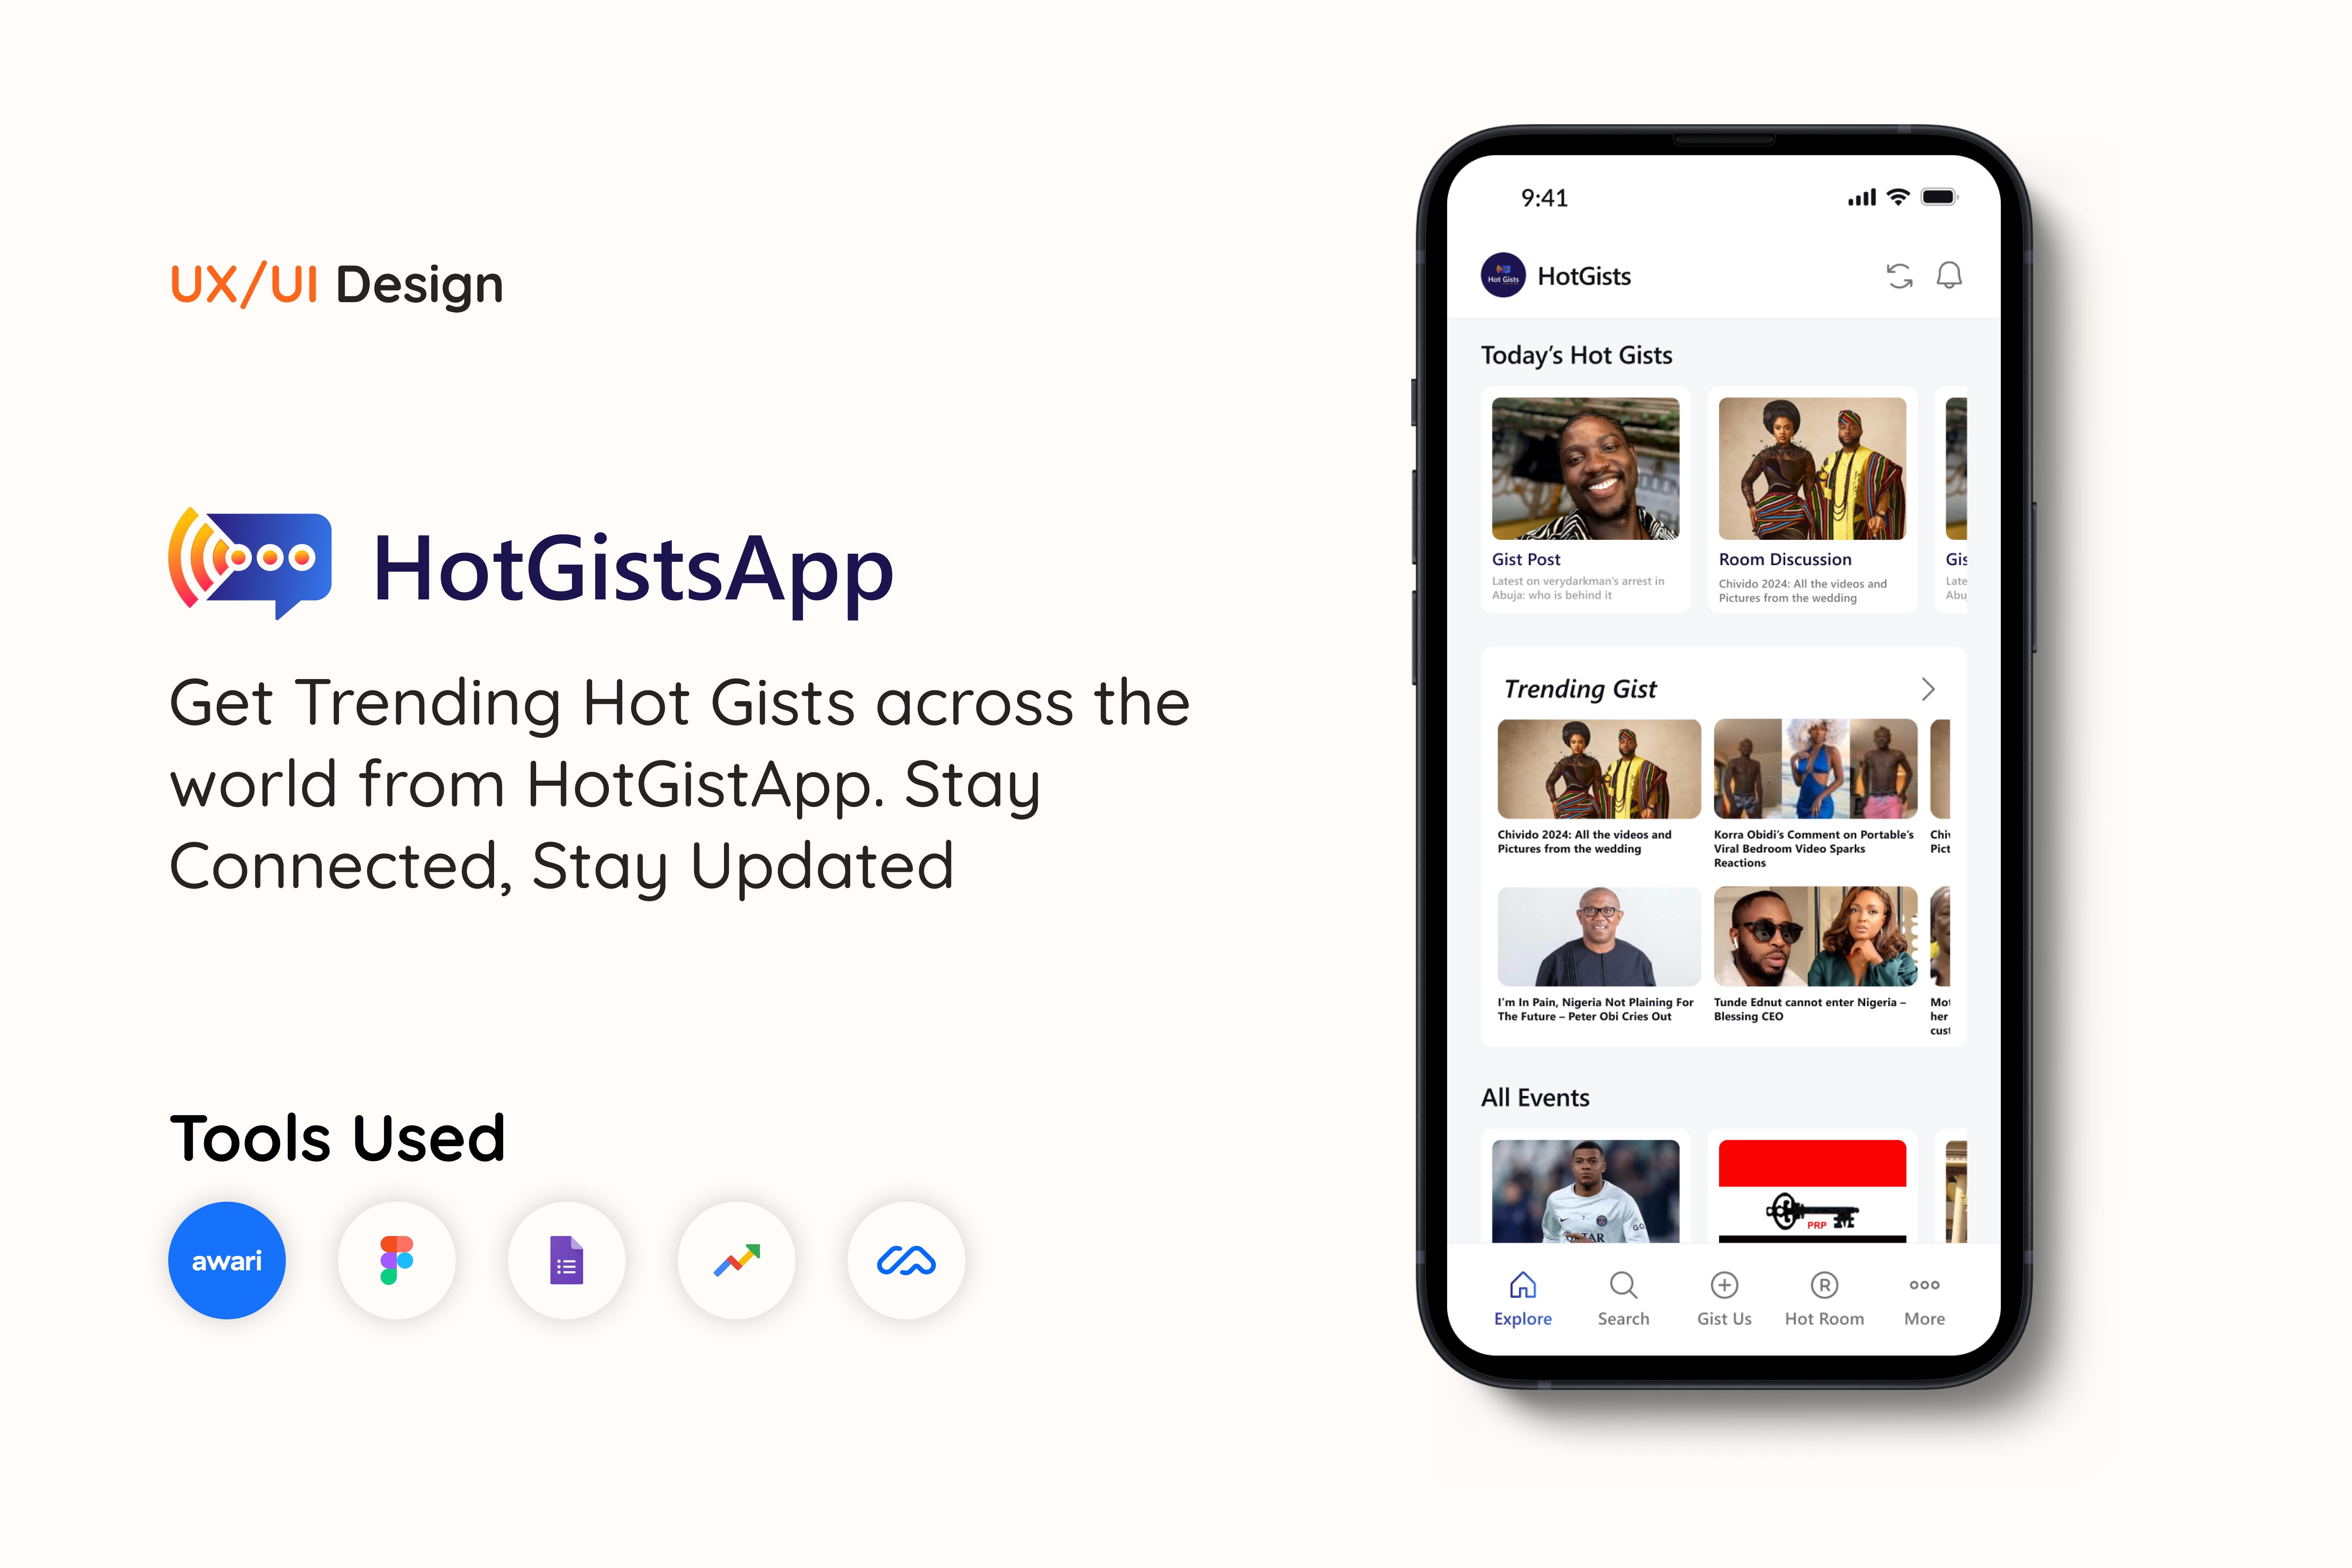 UX/UI Design
HotGistsApp
Get Trending Hot Gists across the
world from HotGistApp. Stay
Connected, Stay Updated
Tools Used
awari
9:41
Hot Gists
HotGists
Today’s Hot Gists
Gist Post
Latest on verydarkman’s arrest in
Abuja: who is behind it
Room Discussion
Chivido 2024: All the videos and
Pictures from the wedding
Gis
Late
Abu
Trending Gist
Chivido 2024: All the videos and
Pictures from the wedding
Korra Obidi’s Comment on Portable’s
Viral Bedroom Video Sparks
Reactions
Chiv
Pict
I’m In Pain, Nigeria Not Plaining For
The Future – Peter Obi Cries Out
Tunde Ednut cannot enter Nigeria –
Blessing CEO
Mot
her
cust
All Events
PRP
Explore
Search
Gist Us
R
Hot Room
More